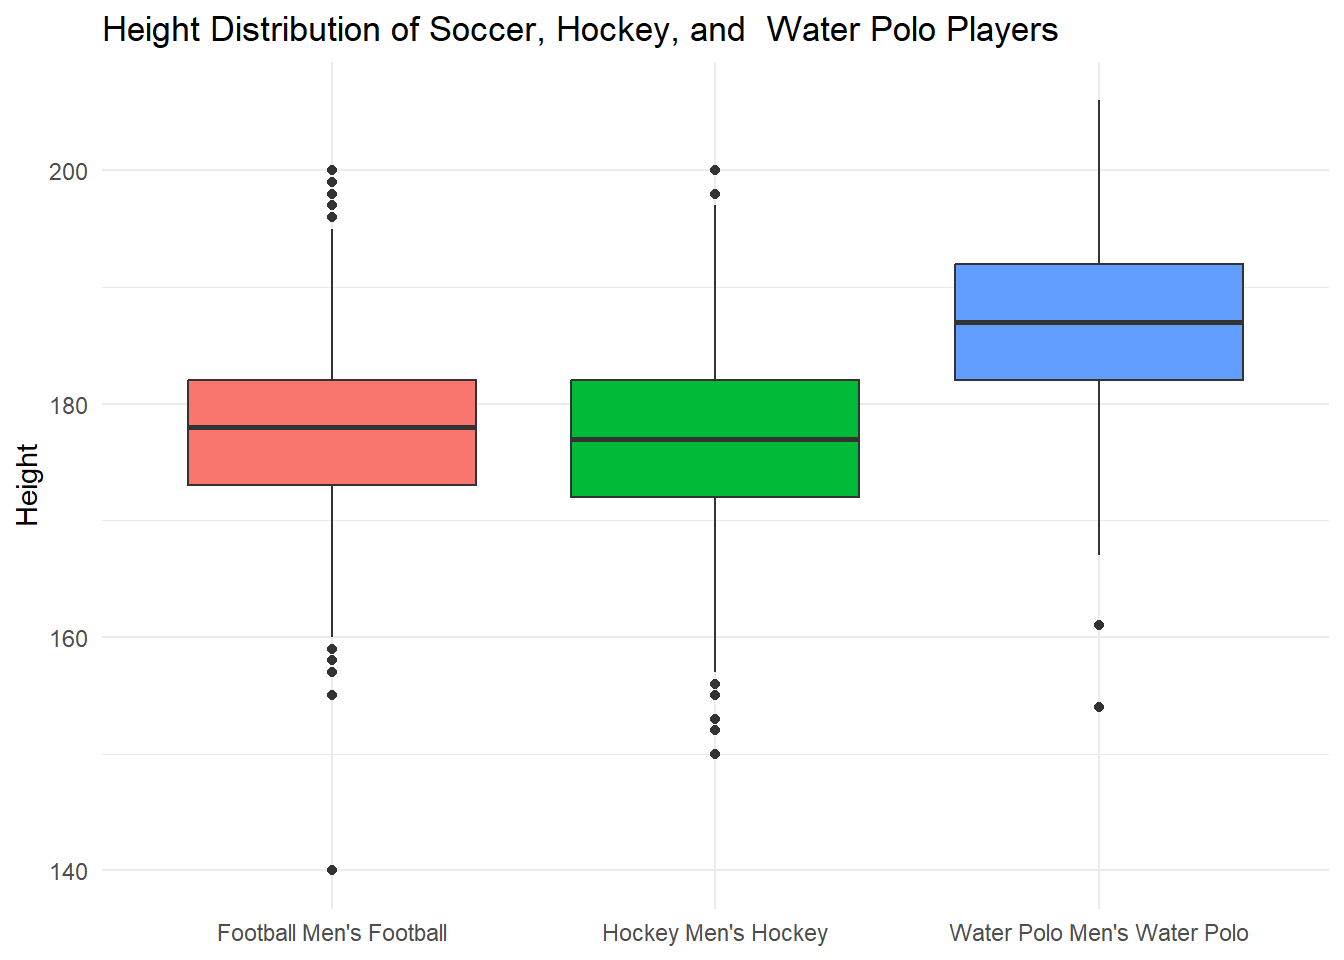 Height Distribution of Soccer, Hockey, and  Water Polo Players
Height
200
180
160
140
Football Men's Football
Hockey Men's Hockey
Water Polo Men's Water Polo